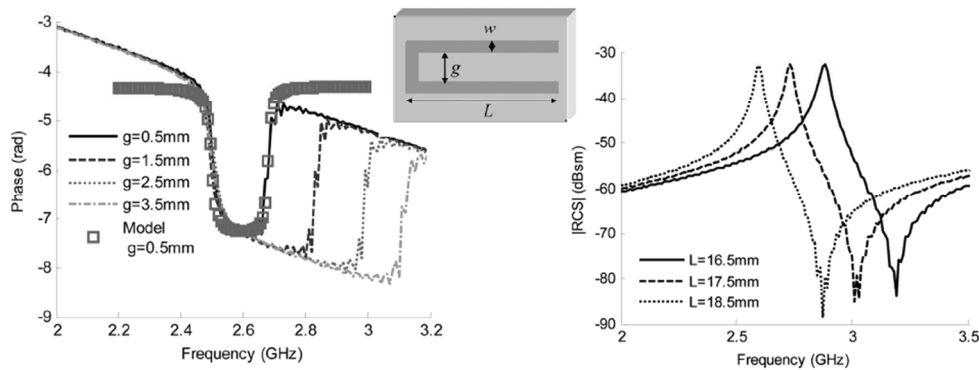 -3
-4
-5
-6
-7
-8
-9
Phase (rad)
g=0.5mm
g=1.5mm
g=2.5mm
g=3.5mm
Model
g=0.5mm
2
2.2
2.4
2.6
2.8
3
3.2
Frequency (GHz)
w
g
L
-30
-40
-50
-60
-70
-80
-90
|RCS| (dBsm)
L=16.5mm
L=17.5mm
L=18.5mm
2
2.5
3
3.5
Frequency (GHz)